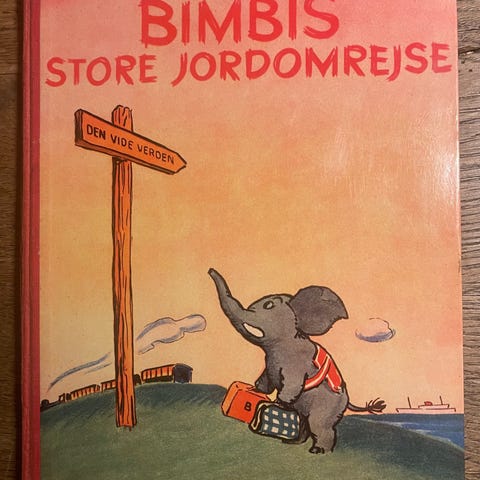 BIMBIS
STORE JORDOMREJSE
DEN VIDE VERDEN
B